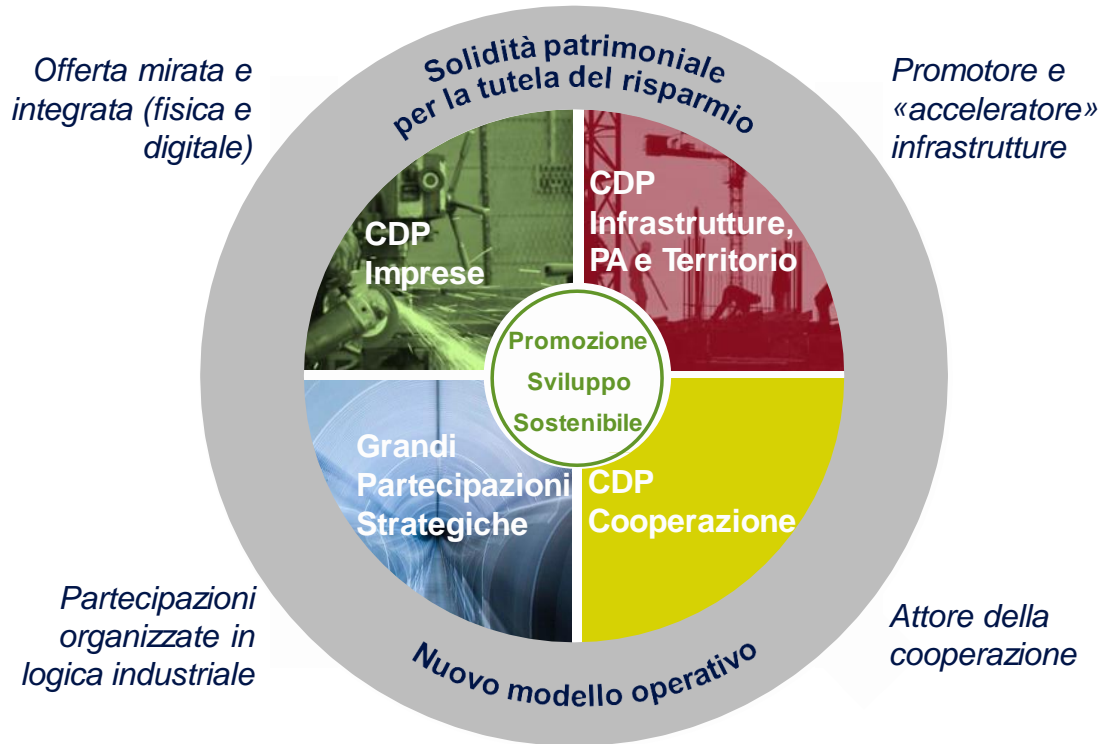 Solidità patrimoniale
per la tutela del risparmio
Offerta mirata e
integrata (fisica e
digitale)
Promotore e
«acceleratore»
infrastrutture
CDP
Imprese
CDP
Infrastrutture,
PA e Territorio
Promozione
Sviluppo
Sostenibile
Grandi
Partecipazioni
Strategiche
CDP
Cooperazione
Partecipazioni
organizzate in
logica industriale
Attore della
cooperazione
Nuovo modello operativo